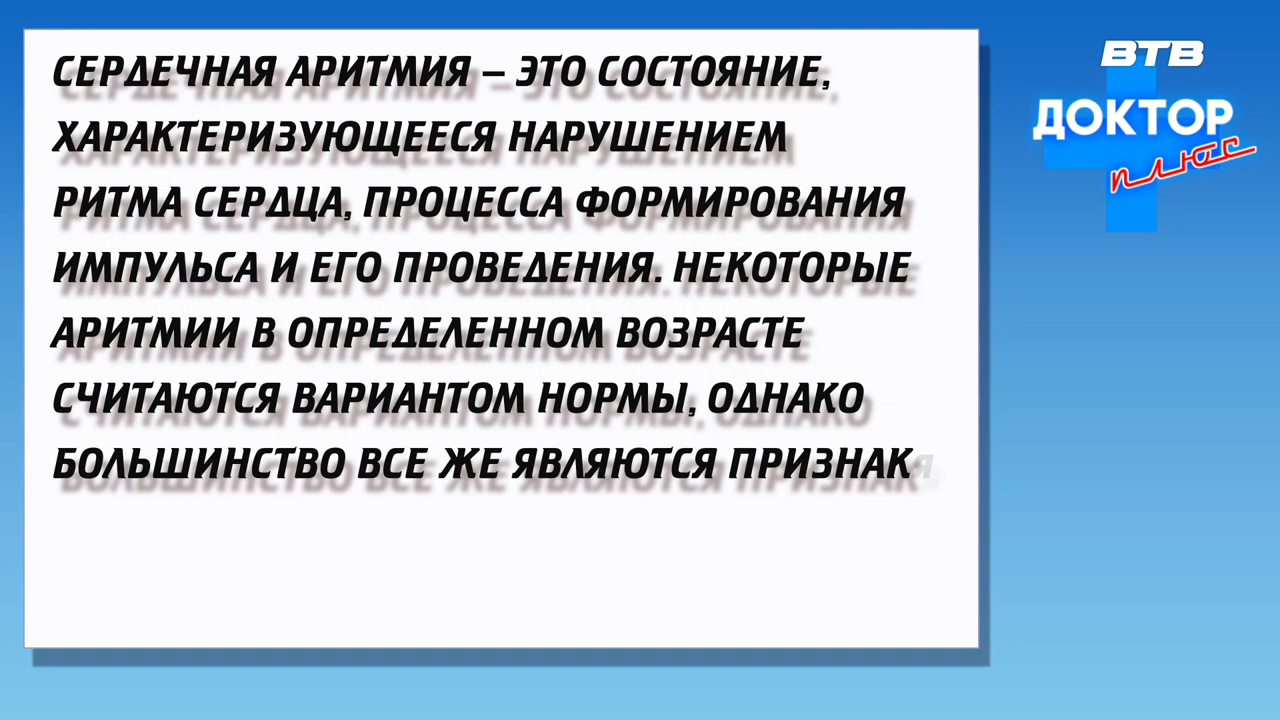 СЕРДЕЧНАЯ АРИТМИЯ – ЭТО СОСТОЯНИЕ,
ХАРАКТЕРИЗУЮЩЕЕСЯ НАРУШЕНИЕМ
РИТМА СЕРДЦА, ПРОЦЕССА ФОРМИРОВАНИЯ
ИМПУЛЬСА И ЕГО ПРОВЕДЕНИЯ. НЕКОТОРЫЕ
АРИТМИИ В ОПРЕДЕЛЕННОМ ВОЗРАСТЕ
СЧИТАЮТСЯ ВАРИАНТОМ НОРМЫ, ОДНАКО
БОЛЬШИНСТВО ВСЕ ЖЕ ЯВЛЯЮТСЯ ПРИЗНАК
ВТВ
ДОКТОР
плюс